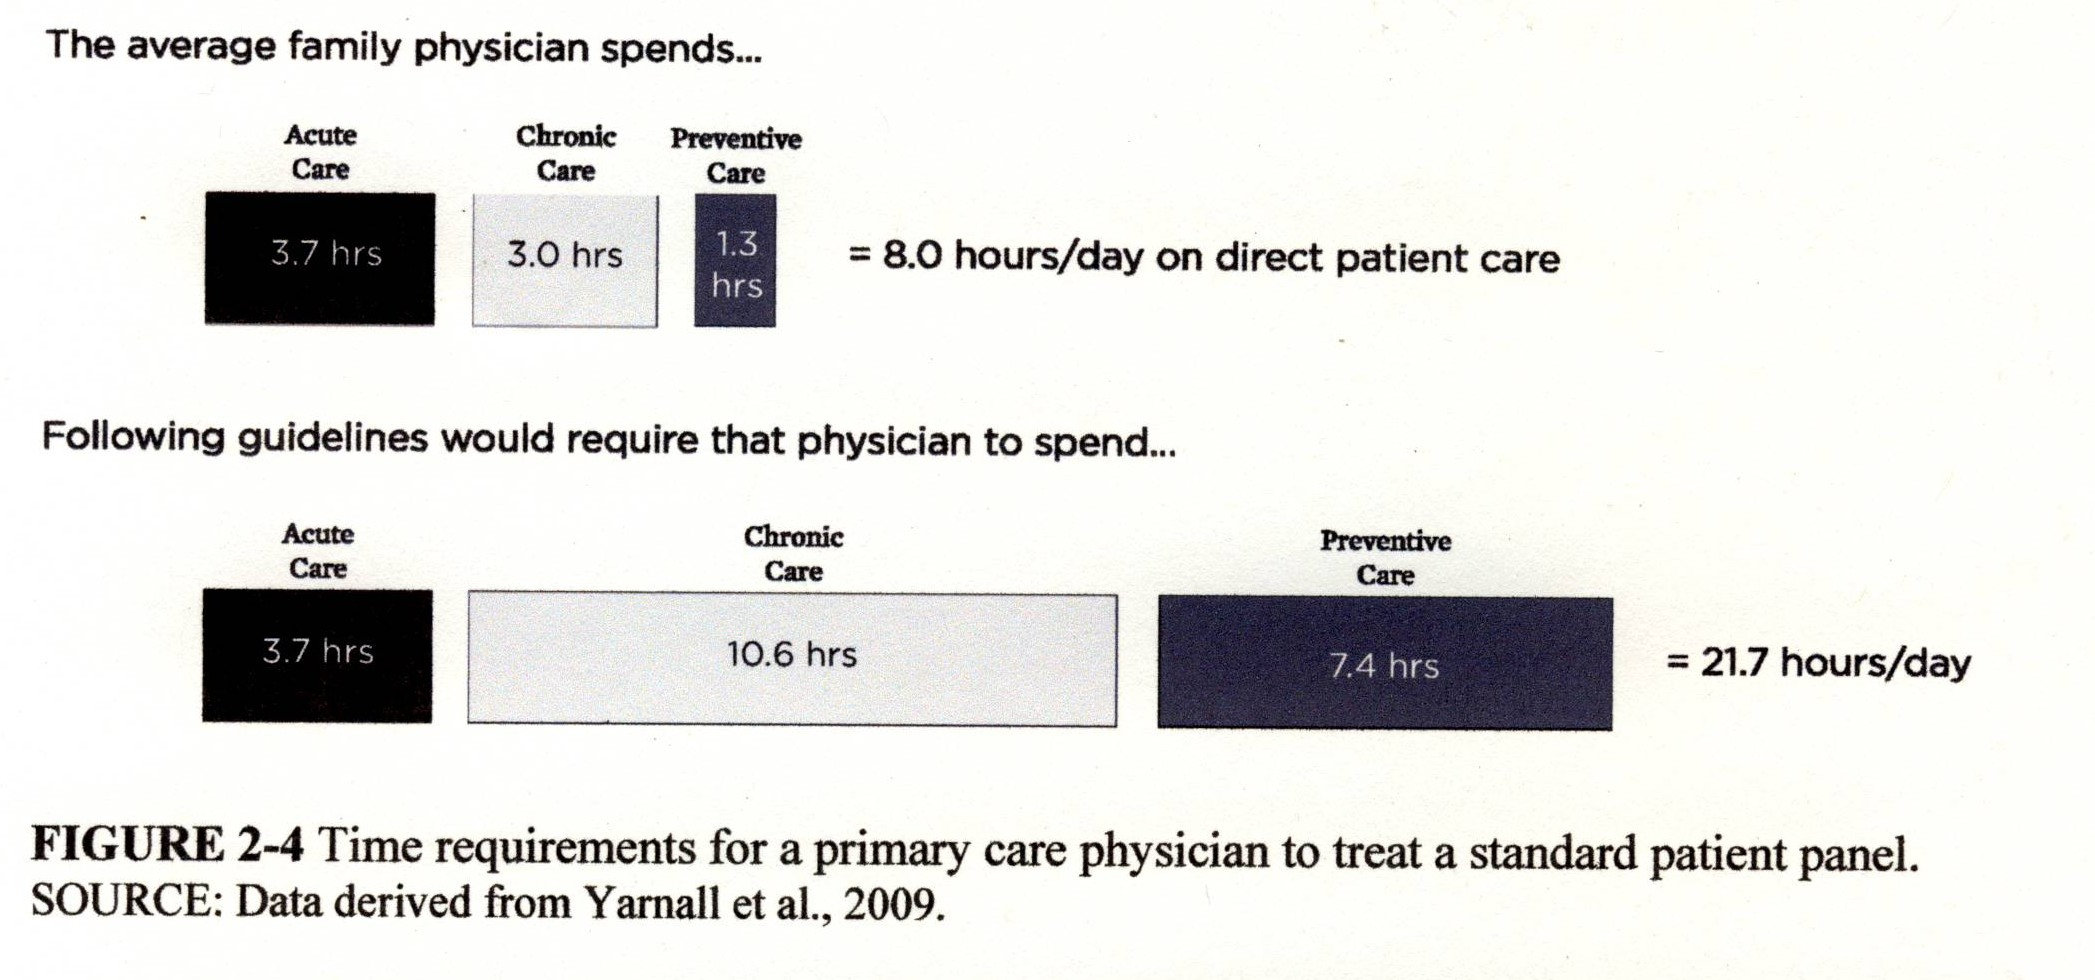 The average family physician spends...
Acute
Care
Chronic
Care
Preventive
Care
3.7 hrs
3.0 hrs
1.3
hrs
= 8.0 hours/day on direct patient care
Following guidelines would require that physician to spend...
Acute
Care
Chronic
Care
Preventive
Care
3.7 hrs
10.6 hrs
7.4 hrs
= 21.7 hours/day
FIGURE 2-4 Time requirements for a primary care physician to treat a standard patient panel.
SOURCE: Data derived from Yarnall et al., 2009.